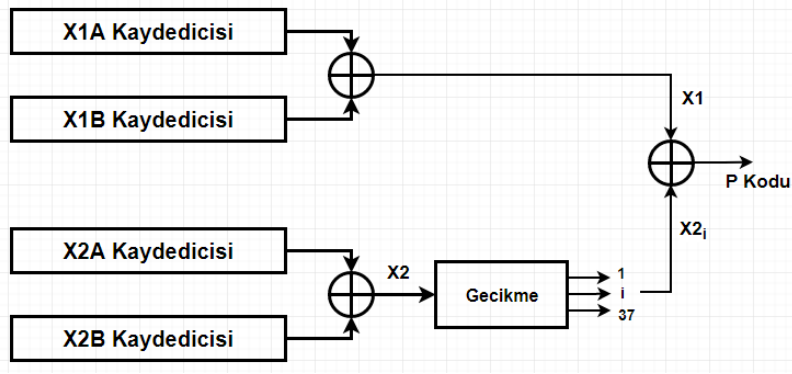 X1A Kaydedicisi
X1B Kaydedicisi
X1
P Kodu
X2i
X2A Kaydedicisi
X2B Kaydedicisi
X2
Gecikme
1
i
37